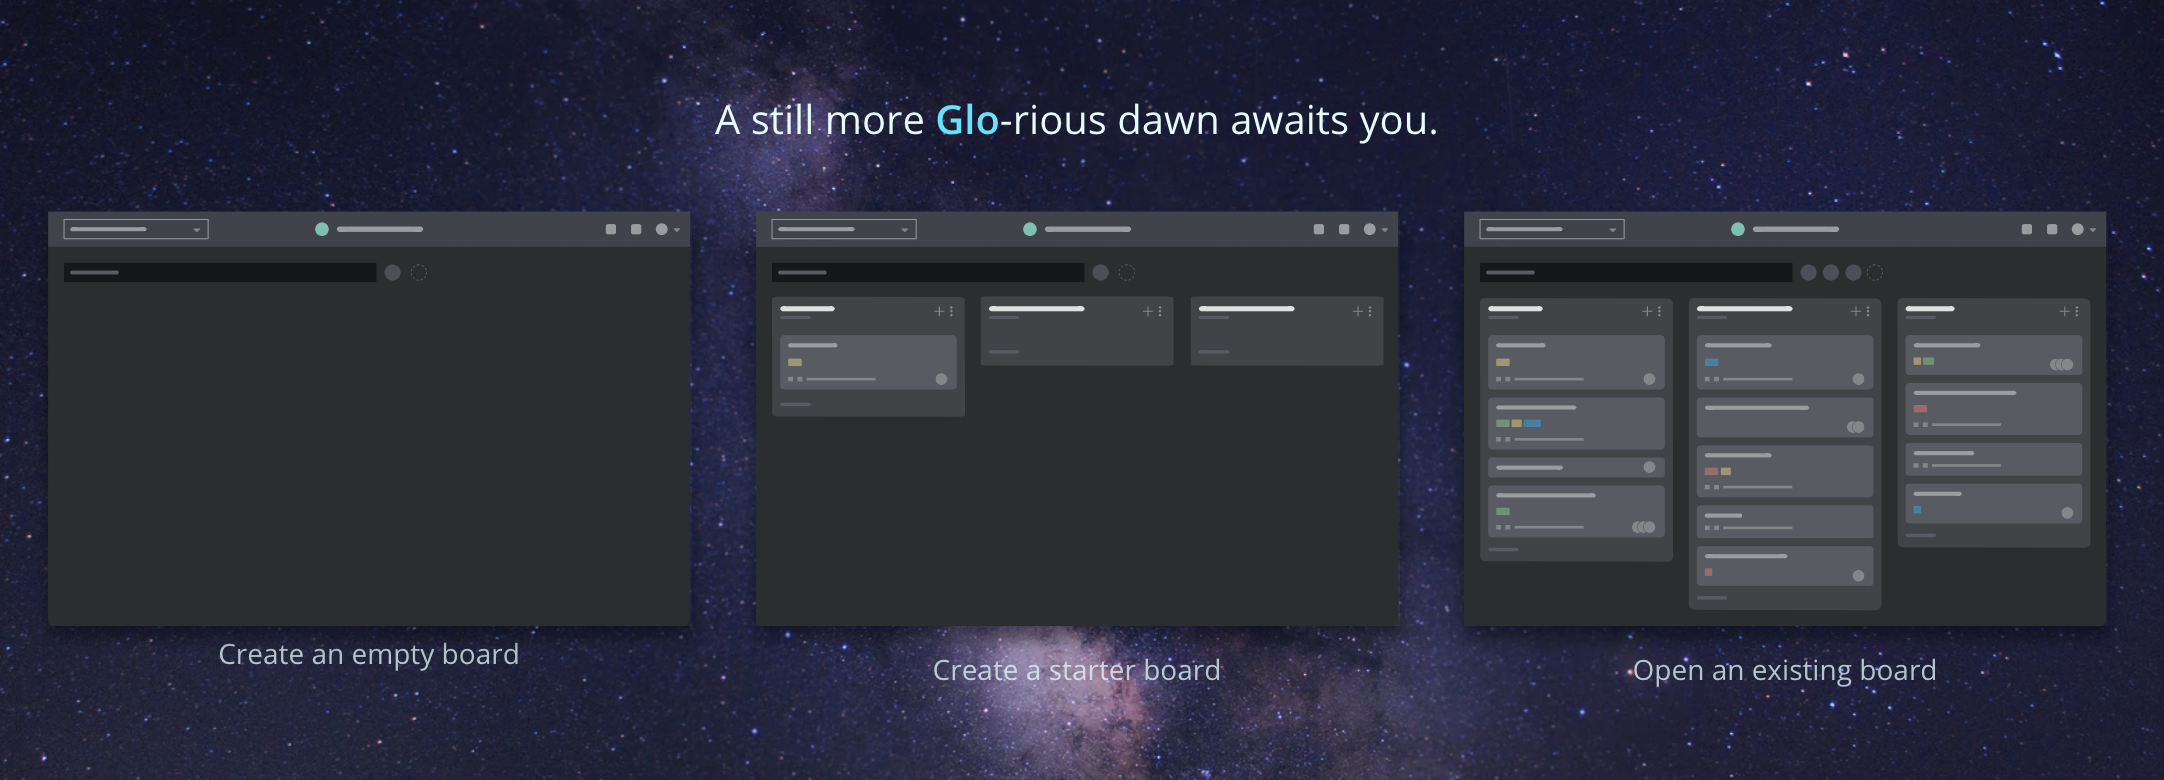 A still more Glo-rious dawn awaits you.
Create an empty board
Create a starter board
Open an existing board